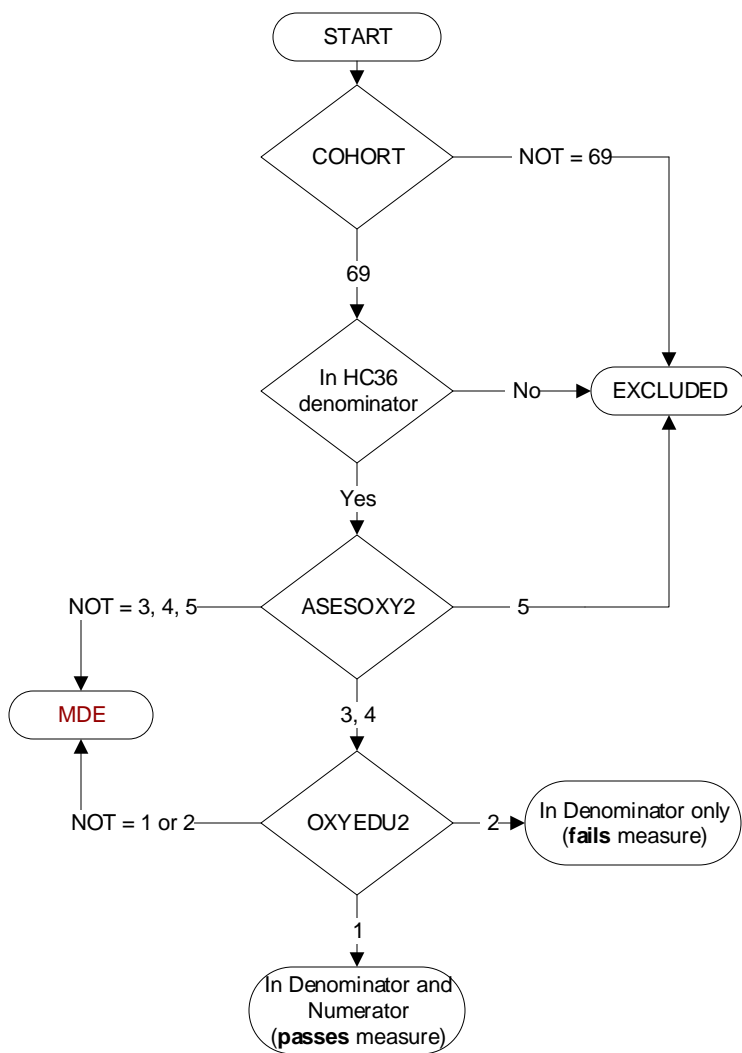 START
COHORT
NOT = 69
69
In HC36
denominator
No
EXCLUDED
Yes
NOT = 3, 4, 5
ASESOXY2
5
MDE
3, 4
NOT = 1 or 2
OXYEDU2
2
In Denominator only
(fails measure)
1
In Denominator and
Numerator
(passes measure)